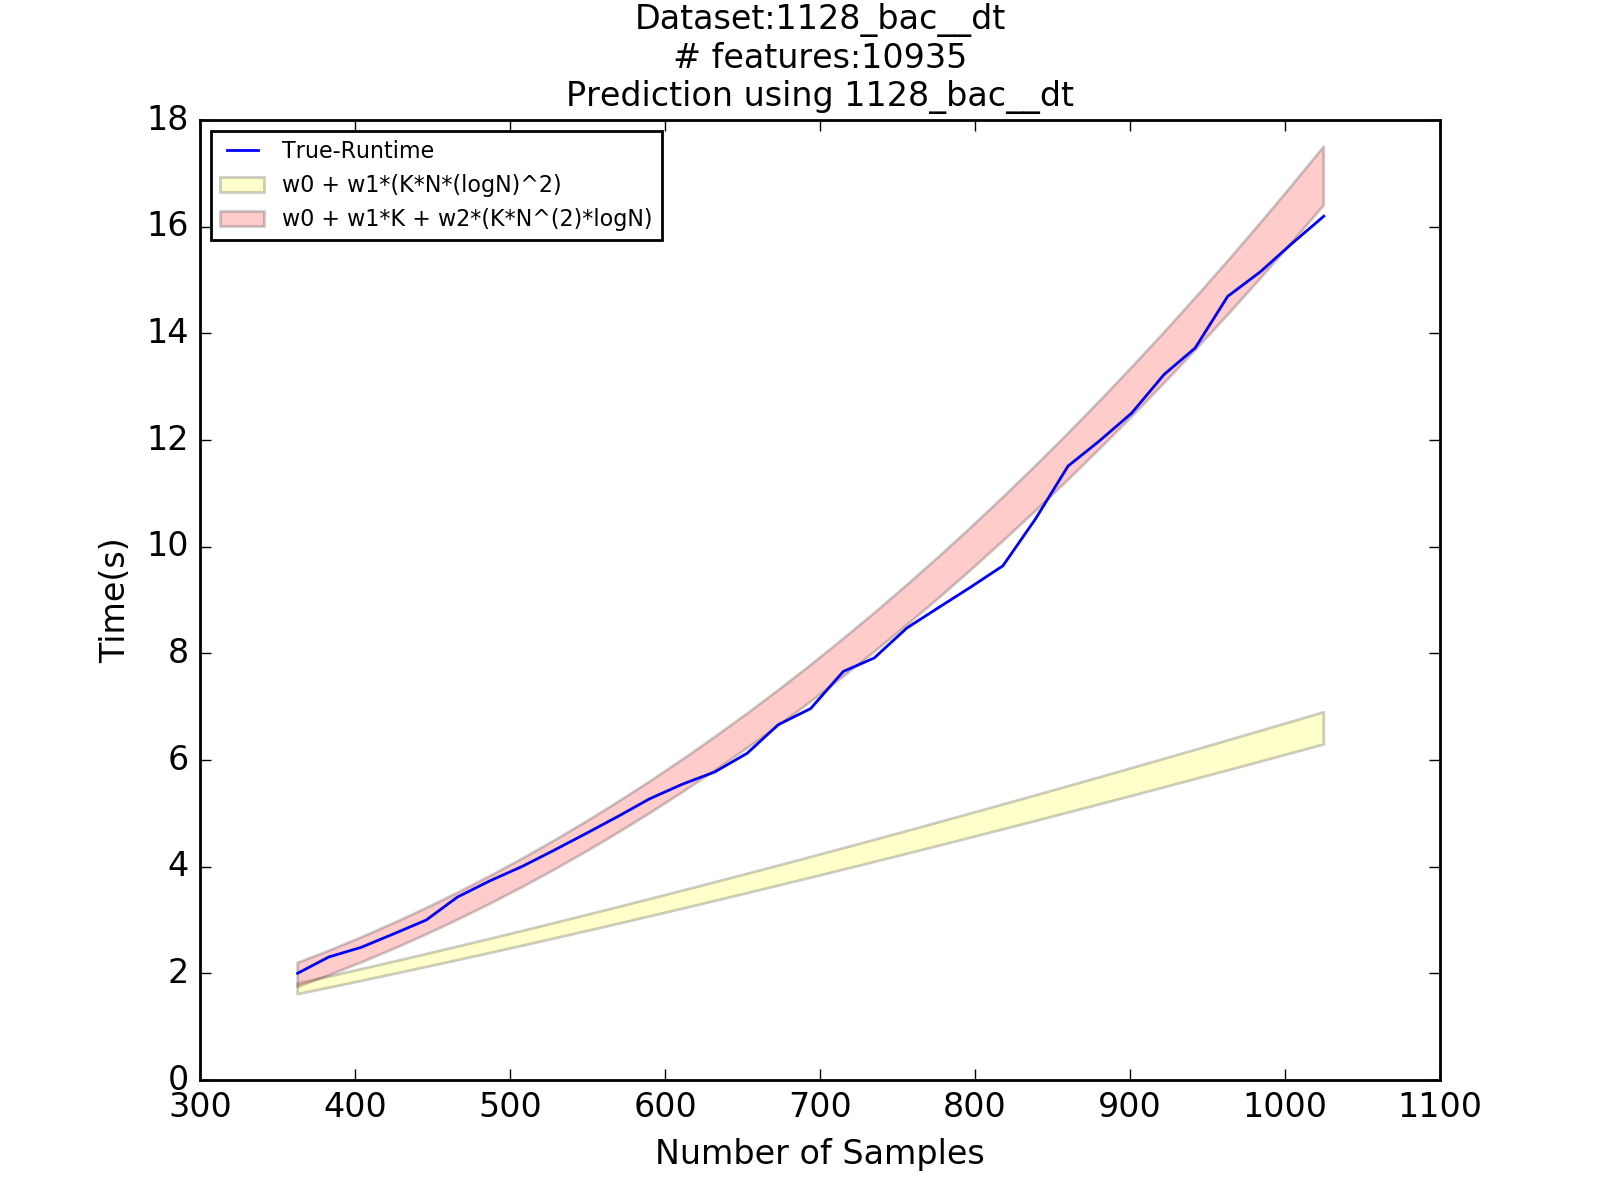 Dataset:1128_bac__dt
# features:10935
Prediction using 1128_bac__dt
True-Runtime
w0 + w1*(K*N*(logN)^2)
w0 + w1*K + w2*(K*N^(2)*logN)
18
16
14
12
10
8
6
4
2
0
Time(s)
300 400 500 600 700 800 900 1000 1100
Number of Samples